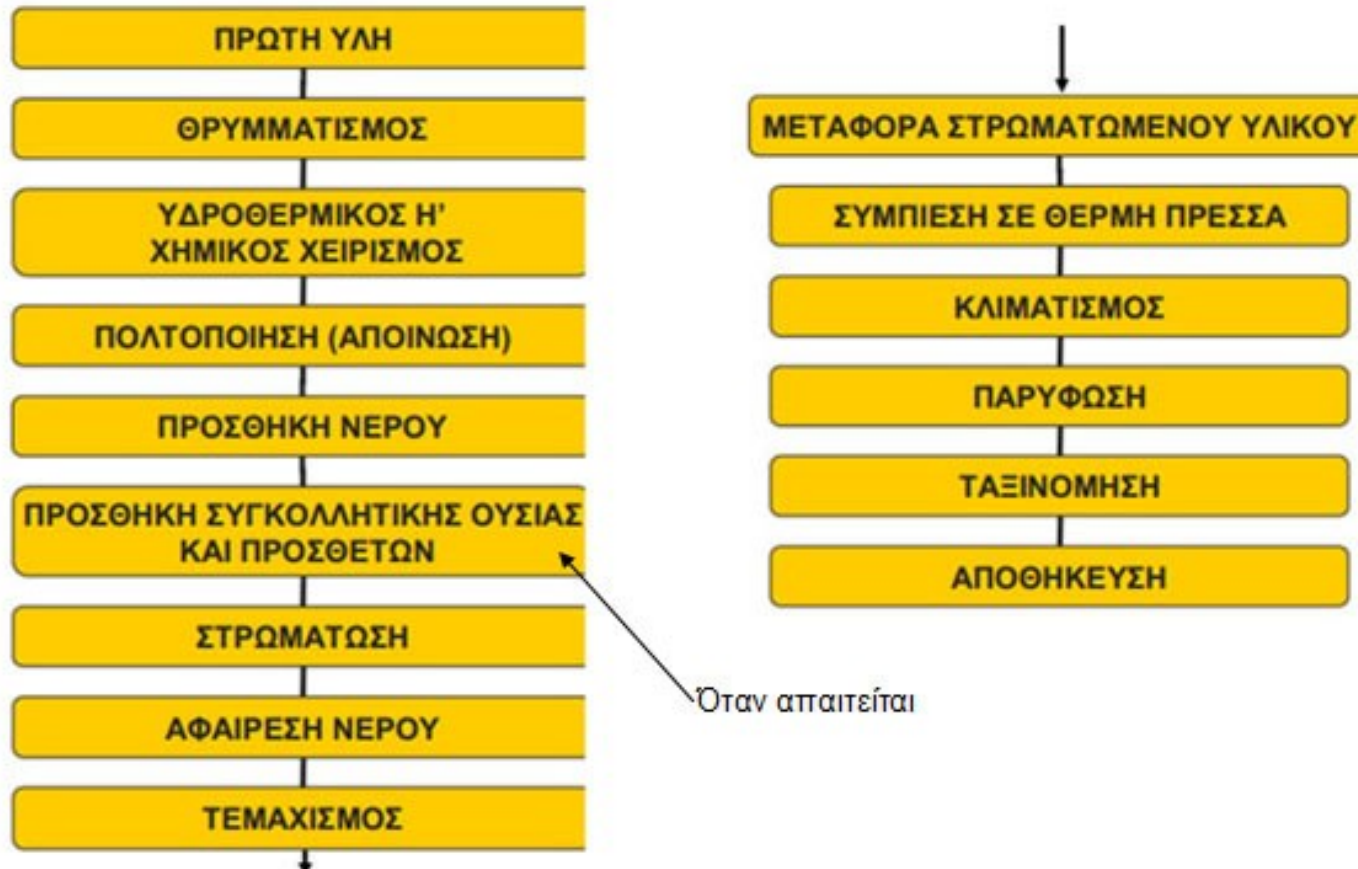 ΠΡΩΤΗ ΥΛΗ
ΘΡΥΜΜΑΤΙΣΜΟΣ
ΥΔΡΟΘΕΡΜΙΚΟΣ Η'
ΧΗΜΙΚΟΣ ΧΕΙΡΙΣΜΟΣ
ΠΟΛΤΟΠΟΙΗΣΗ (ΑΠΟΙΝΩΣΗ)
ΠΡΟΣΘΗΚΗ ΝΕΡΟΥ
ΠΡΟΣΘΗΚΗ ΣΥΓΚΟΛΛΗΤΙΚΗΣ ΟΥΣΙΑΣ
ΚΑΙ ΠΡΟΣΘΕΤΩΝ
ΣΤΡΩΜΑΤΩΣΗ
ΑΦΑΙΡΕΣΗ ΝΕΡΟΥ
ΤΕΜΑΧΙΣΜΟΣ
Όταν απαιτείται
ΜΕΤΑΦΟΡΑ ΣΤΡΩΜΑΤΩΜΕΝΟΥ ΥΛΙΚΟΥ
ΣΥΜΠΙΕΣΗ ΣΕ ΘΕΡΜΗ ΠΡΕΣΣΑ
ΚΛΙΜΑΤΙΣΜΟΣ
ΠΑΡΥΦΩΣΗ
ΤΑΞΙΝΟΜΗΣΗ
ΑΠΟΘΗΚΕΥΣΗ